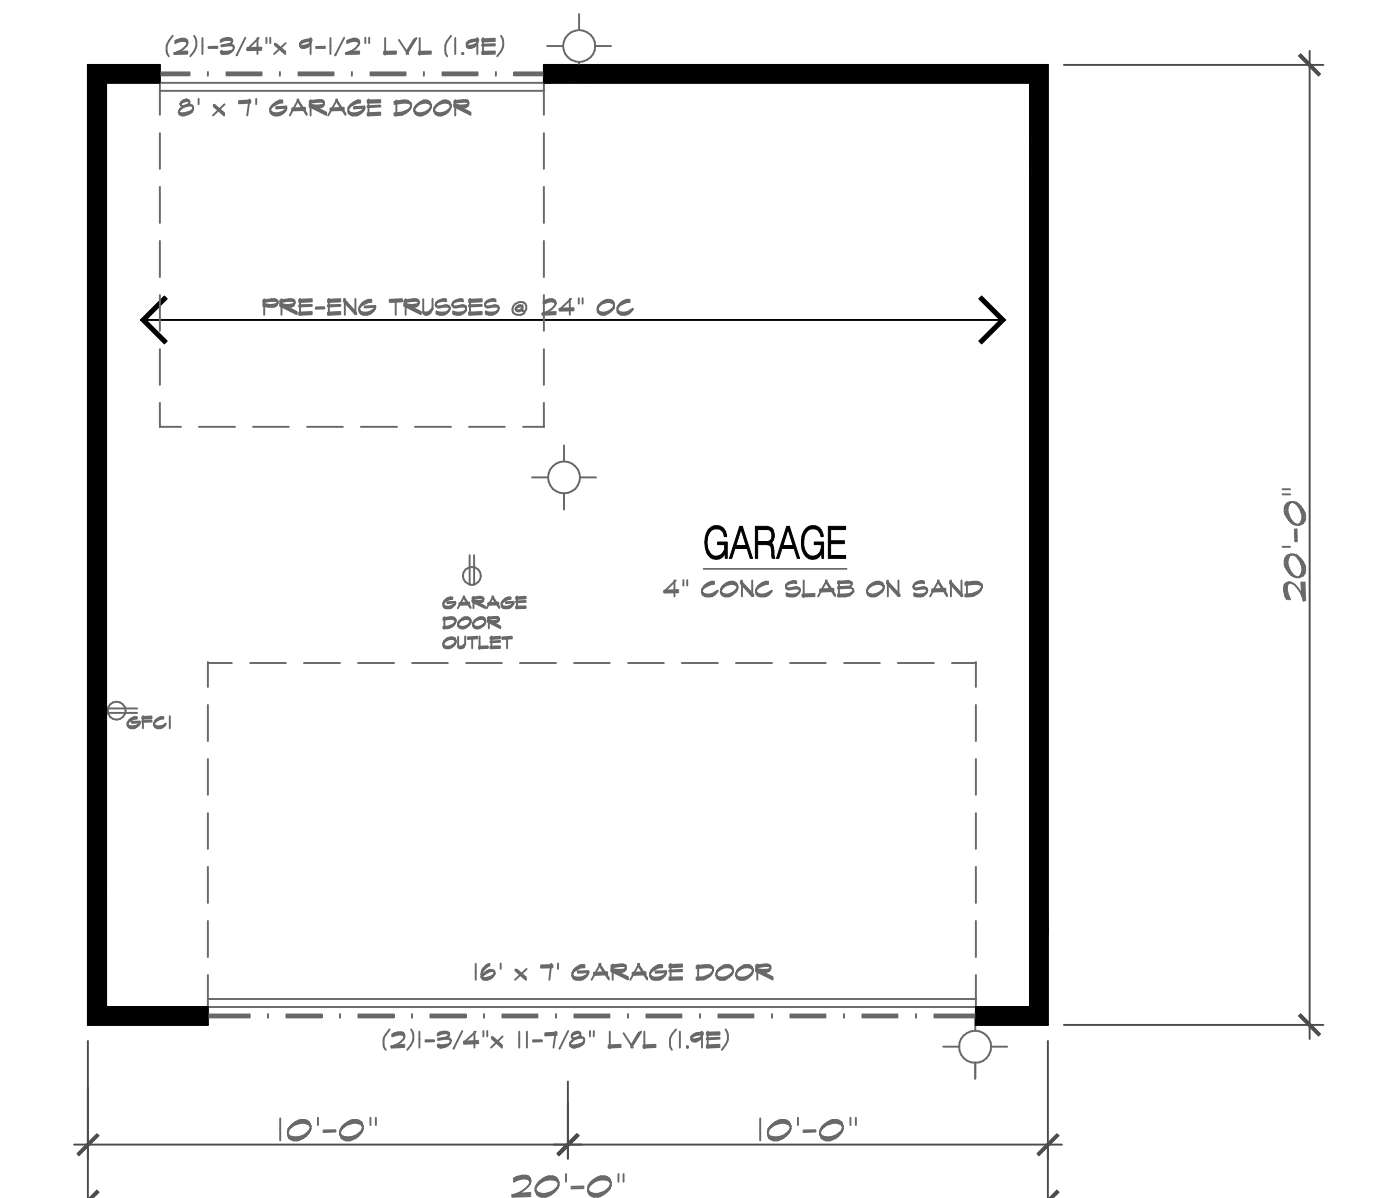 (2)1-3/4"x 9-1/2" LVL (1.9E)
8' x 7' GARAGE DOOR
PRE-ENG TRUSSES @ 24" OC
GARAGE
4" CONC SLAB ON SAND
20'-0"
GARAGE
DOOR
OUTLET
GFCI
16' x 7' GARAGE DOOR
(2)1-3/4"x 11-7/8" LVL (1.9E)
10'-0"
10'-0"
20'-0"